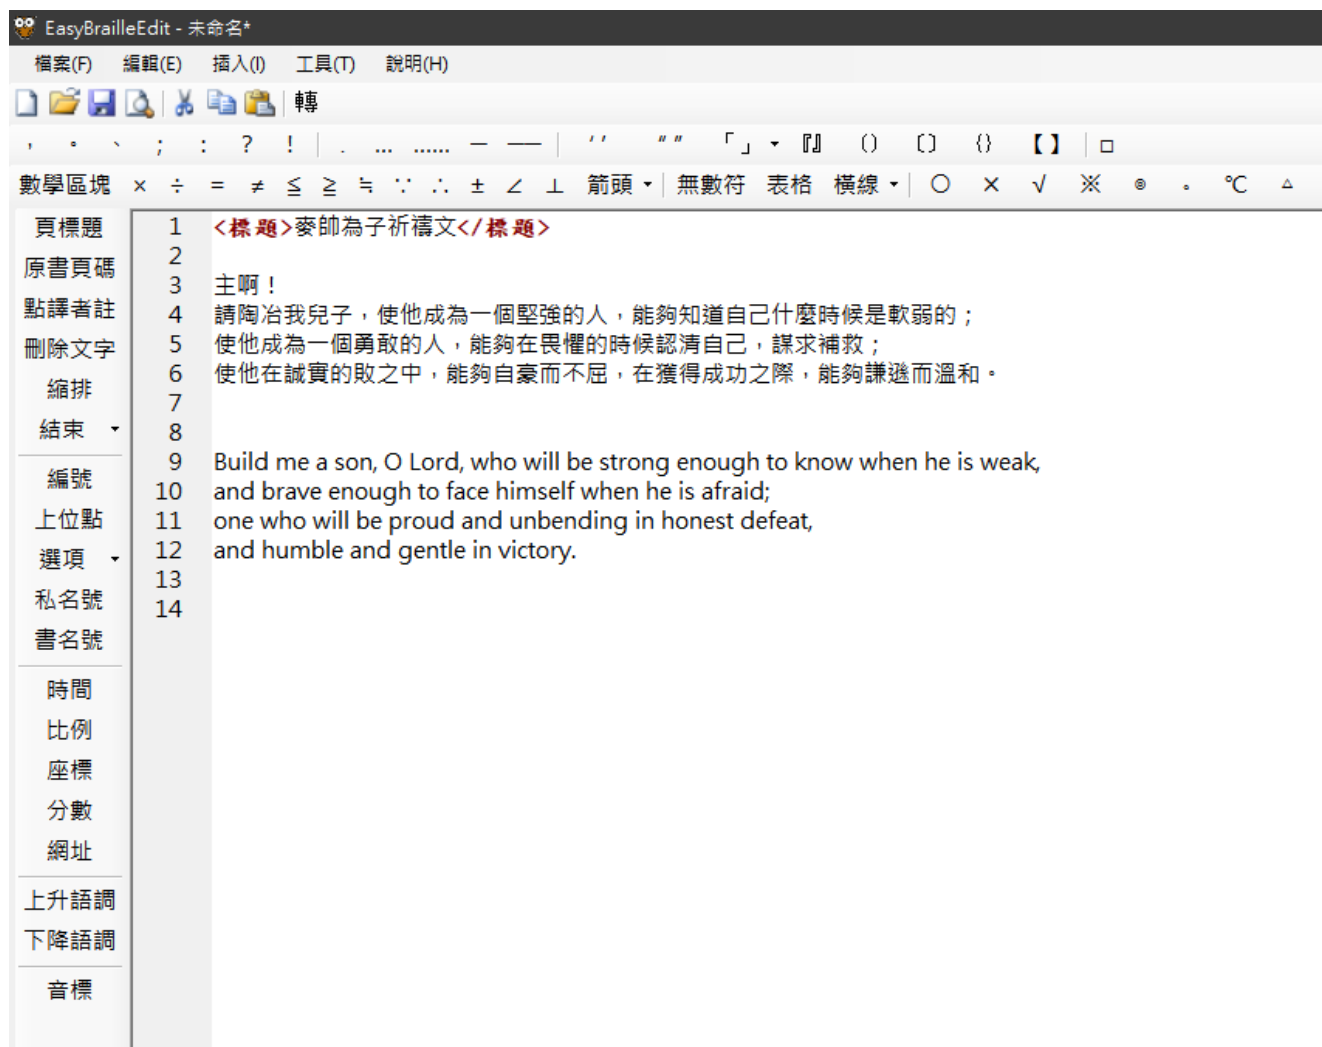 EasyBrailleEdit - 未命名*
檔案(F) 編輯(E) 插入(I) 工具(T) 說明(H)
轉
， 。 、 ； ： ? ! . ... ...... — —— ' ' " " 「」 『』 () 〔〕 {} 【】 □
數學區塊 × ÷ = ≠ ≦ ≧ ≒ ∵ ∴ ± ∠ ⊥ 箭頭 無數符 表格 橫線 ○ × √ ※ ◎ 。 ℃ △
頁標題
原書頁碼
點譯者註
刪除文字
縮排
結束
編號
上位點
選項
私名號
書名號
時間
比例
座標
分數
網址
上升語調
下降語調
音標
1 <標題>麥帥為子祈禱文</標題>
2
3 主啊！
4 請陶冶我兒子，使他成為一個堅強的人，能夠知道自己什麼時候是軟弱的；
5 使他成為一個勇敢的人，能夠在畏懼的時候認清自己，謀求補救；
6 使他在誠實的敗之中，能夠自豪而不屈，在獲得成功之際，能夠謙遜而溫和。
7
8
9 Build me a son, O Lord, who will be strong enough to know when he is weak,
10 and brave enough to face himself when he is afraid;
11 one who will be proud and unbending in honest defeat,
12 and humble and gentle in victory.
13
14